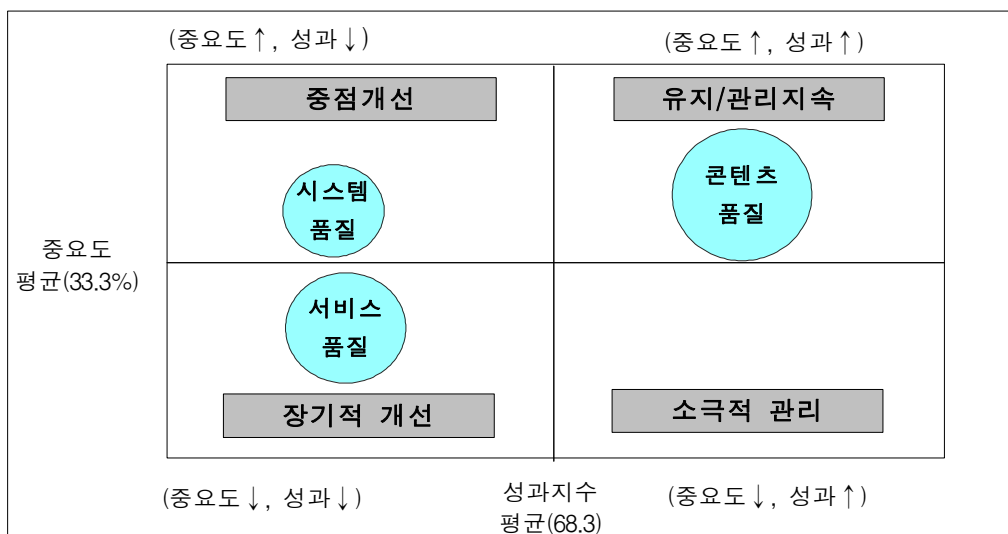 (중요도↑, 성과↓)
(중요도↑, 성과↑)
중점개선
유지/관리지속
시스템
품질
콘텐츠
품질
중요도
평균(33.3%)
서비스
품질
장기적 개선
소극적 관리
(중요도↓, 성과↓)
성과지수
평균(68.3)
(중요도↓, 성과↑)